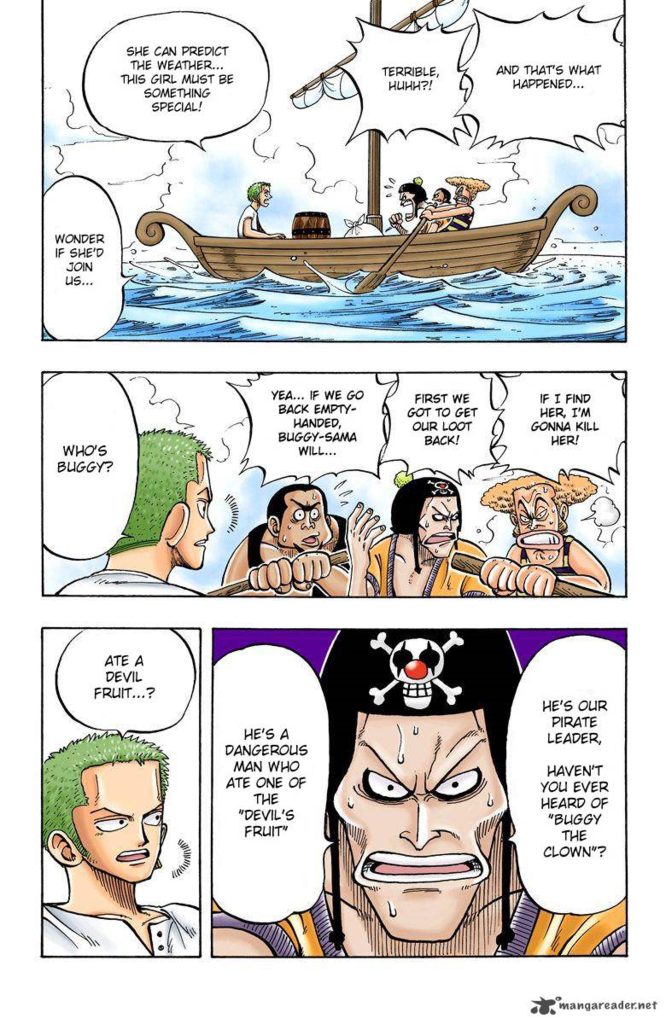 AND THAT'S WHAT
HAPPENED...
TERRIBLE,
HUHH?!
SHE CAN PREDICT
THE WEATHER...
THIS GIRL MUST BE
SOMETHING
SPECIAL!
WONDER
IF SHE'D
JOIN
US...
IF I FIND
HER, I'M
GONNA KILL
HER!
FIRST WE
GOT TO GET
OUR LOOT
BACK!
YEA... IF WE GO
BACK EMPTY-
HANDED,
BUGGY-SAMA
WILL...
WHO'S
BUGGY?
HE'S OUR
PIRATE
LEADER,
HAVEN'T
YOU EVER
HEARD OF
"BUGGY
THE
CLOWN"?
HE'S A
DANGEROUS
MAN WHO
ATE ONE OF
THE
"DEVIL'S
FRUIT"
ATE A
DEVIL
FRUIT...?
mangareader.net